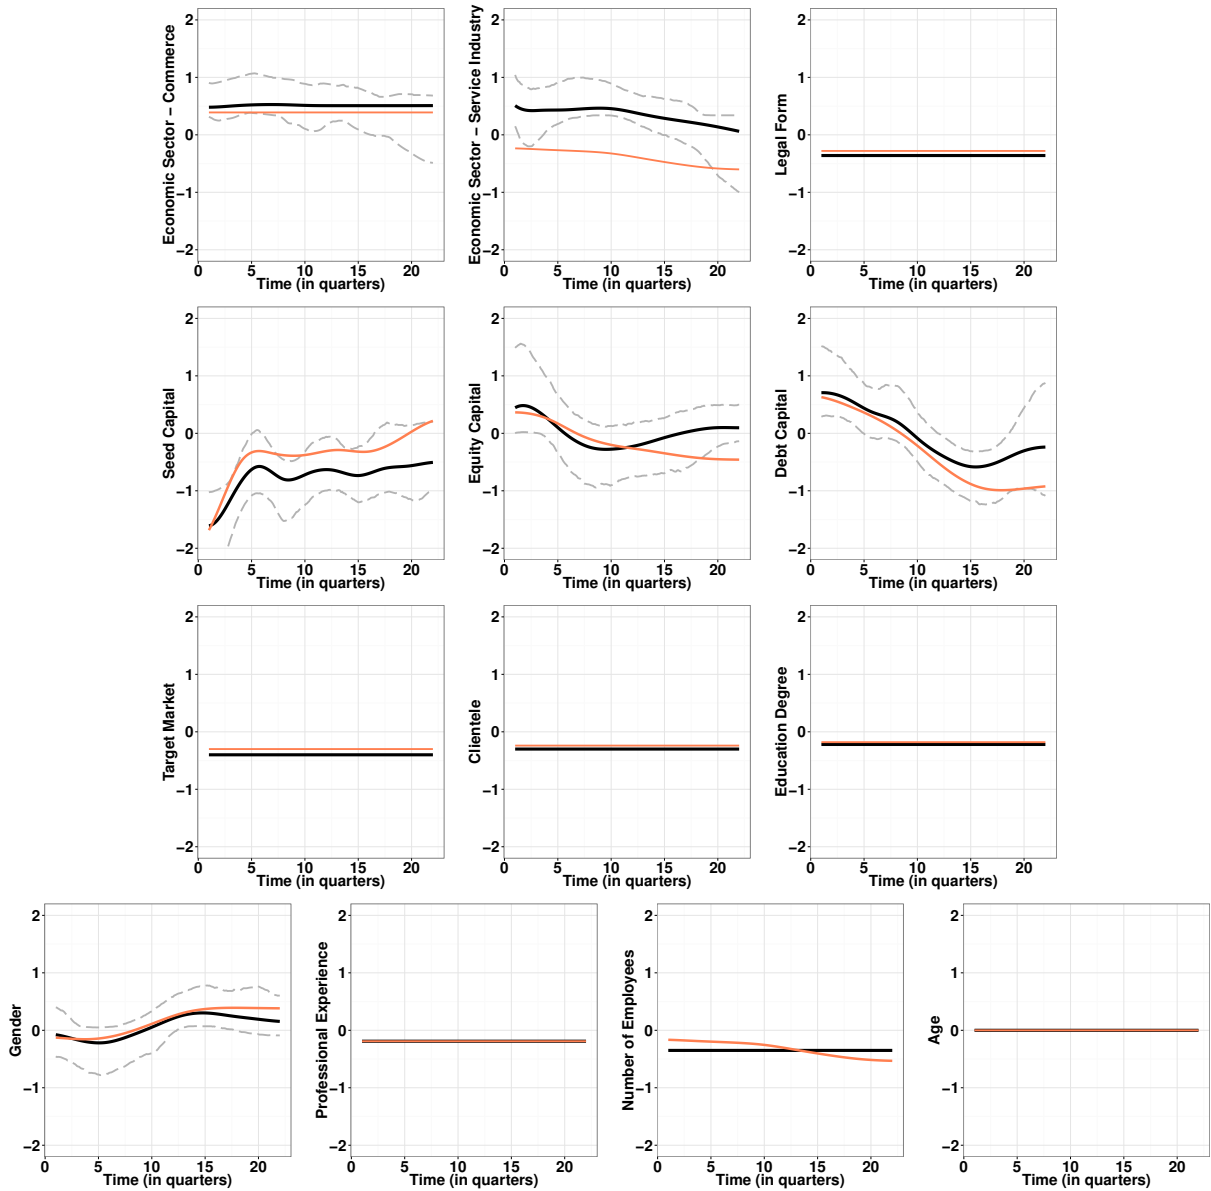 Economic Sector − Commerce
2
1
0
−1
−2
0 5 10 15 20
Time (in quarters)
Economic Sector − Service Industry
2
1
0
−1
−2
0 5 10 15 20
Time (in quarters)
Legal Form
2
1
0
−1
−2
0 5 10 15 20
Time (in quarters)
Seed Capital
2
1
0
−1
−2
0 5 10 15 20
Time (in quarters)
Equity Capital
2
1
0
−1
−2
0 5 10 15 20
Time (in quarters)
Debt Capital
2
1
0
−1
−2
0 5 10 15 20
Time (in quarters)
Target Market
2
1
0
−1
−2
0 5 10 15 20
Time (in quarters)
Clientele
2
1
0
−1
−2
0 5 10 15 20
Time (in quarters)
Education Degree
2
1
0
−1
−2
0 5 10 15 20
Time (in quarters)
Gender
2
1
0
−1
−2
0 5 10 15 20
Time (in quarters)
Professional Experience
2
1
0
−1
−2
0 5 10 15 20
Time (in quarters)
Number of Employees
2
1
0
−1
−2
0 5 10 15 20
Time (in quarters)
Age
2
1
0
−1
−2
0 5 10 15 20
Time (in quarters)